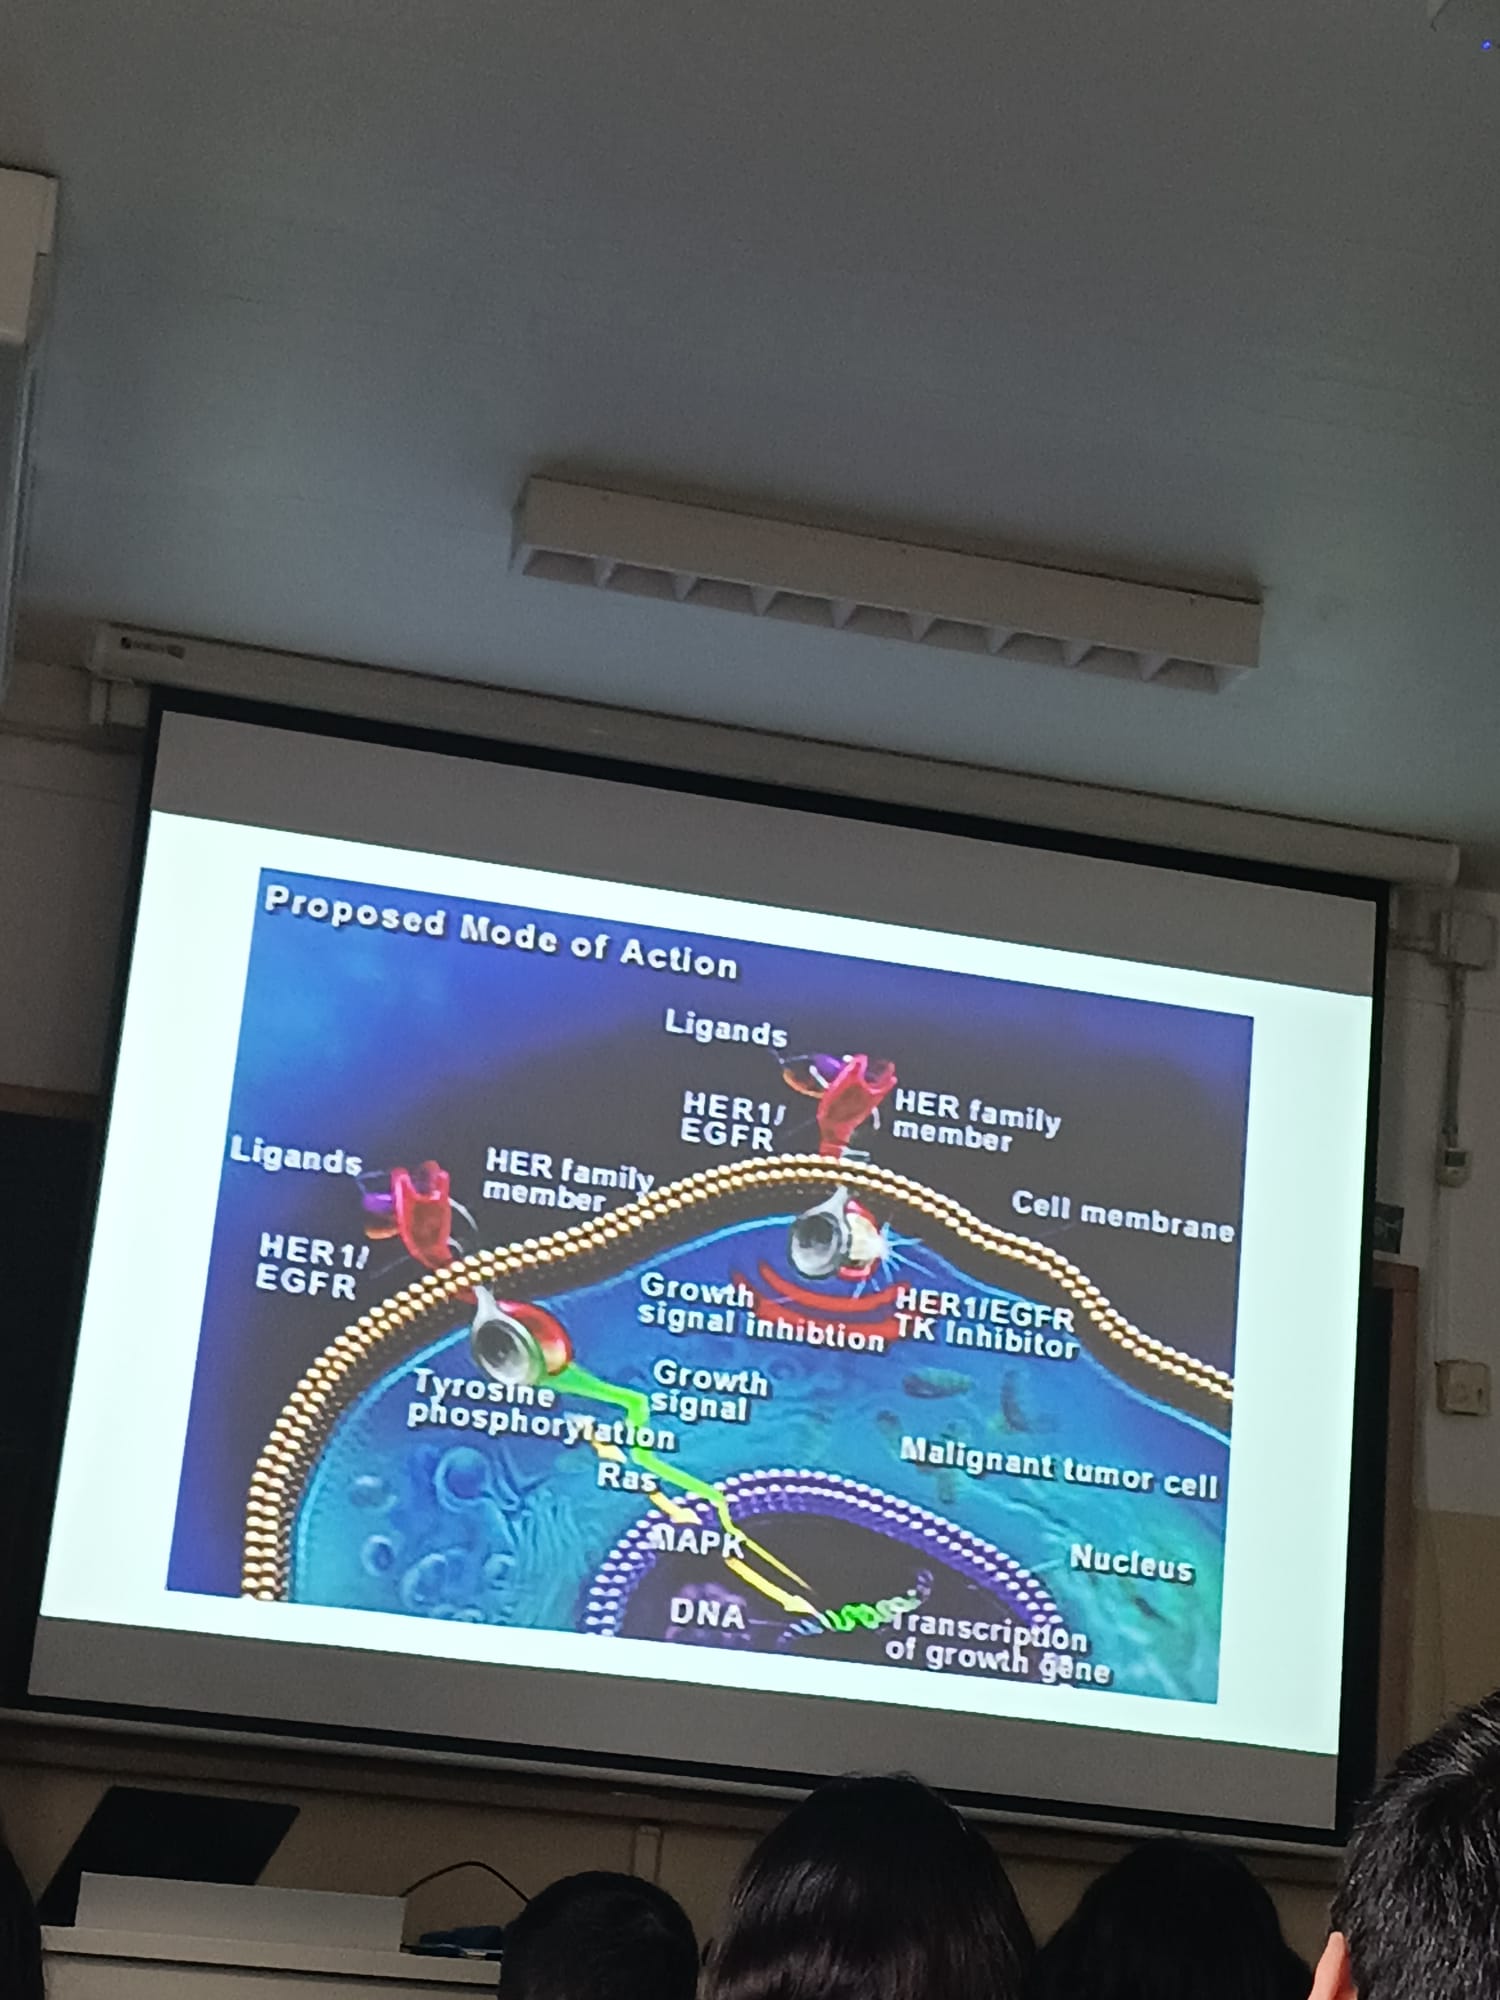 Proposed Mode of Action
Ligands
HER1/
EGFR
HER family
member
Ligands
HER family
member
HER1/
EGFR
Cell membrane
Growth
signal inhibtion
HER1/EGFR
TK Inhibitor
Tyrosine
phosphorylation
Growth
signal
Ras
MAPK
Malignant tumor cell
Nucleus
DNA
Transcription
of growth gene